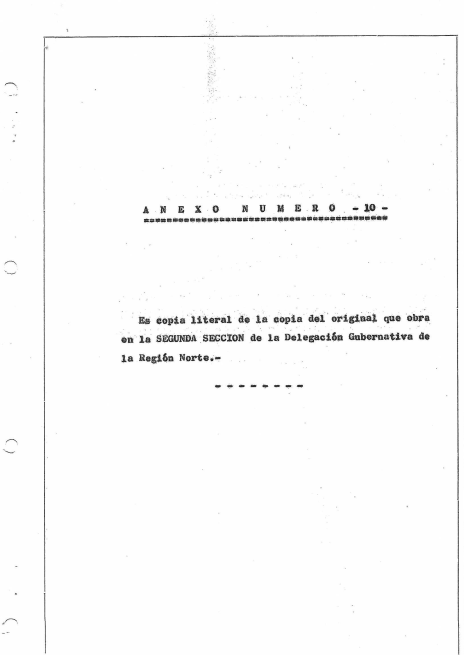 A N E X O   N U M E R O  - 10 -
Es copia literal de la copia del original que obra
en la SEGUNDA SECCION de la Delegación Gubernativa de
la Región Norte.-
- - - - - - - -